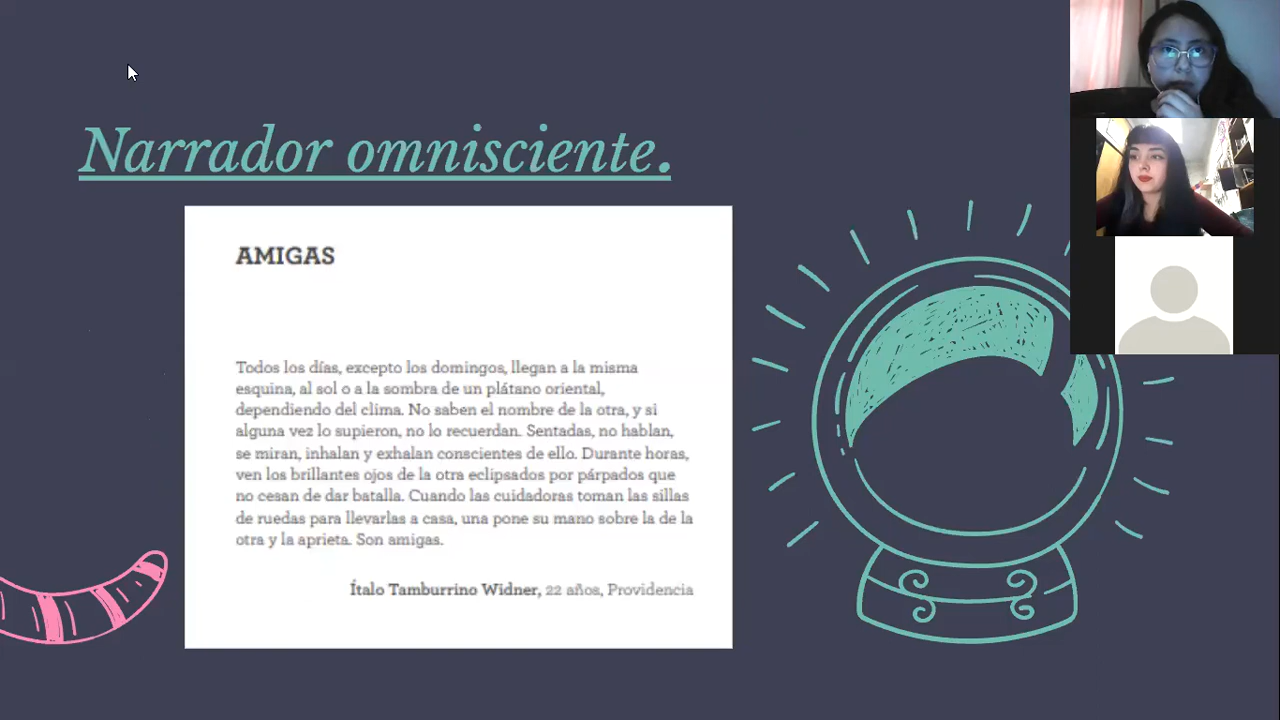 Narrador omnisciente.
AMIGAS
Todos los días, excepto los domingos, llegan a la misma
esquina, al sol o a la sombra de un plátano oriental,
dependiendo del clima. No saben el nombre de la otra, y si
alguna vez lo supieron, no lo recuerdan. Sentadas, no hablan,
se miran, inhalan y exhalan conscientes de ello. Durante horas,
ven los brillantes ojos de la otra eclipsados por párpados que
no cesan de dar batalla. Cuando las cuidadoras toman las sillas
de ruedas para llevarlas a casa, una pone su mano sobre la de la
otra y la aprieta. Son amigas.
Ítalo Tamburrino Widner, 22 años, Providencia